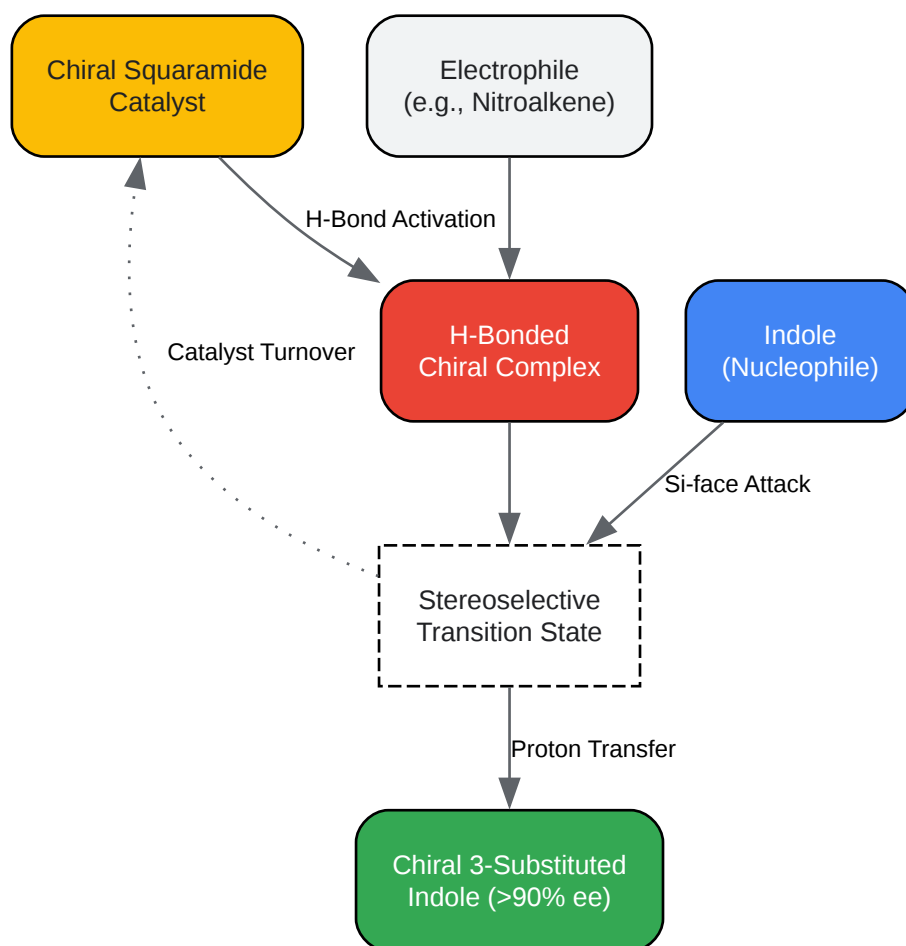 Chiral Squaramide
Catalyst
Electrophile
(e.g., Nitroalkene)
H-Bond Activation
H-Bonded
Chiral Complex
Indole
(Nucleophile)
Catalyst Turnover
Si-face Attack
Stereoselective
Transition State
Proton Transfer
Chiral 3-Substituted
Indole (>90% ee)